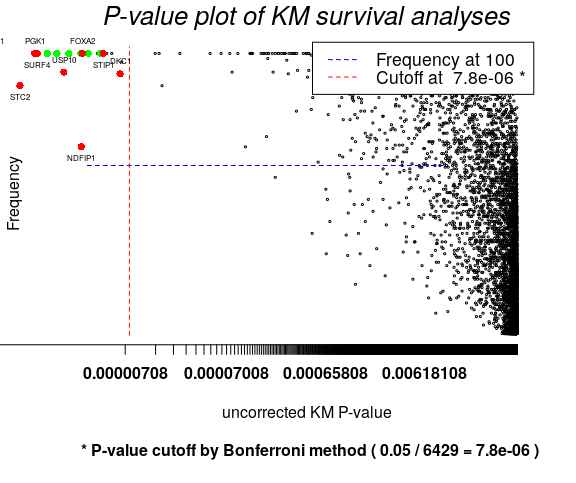 P-value plot of KM survival analyses
1 PGK1 FOXA2
SURF4 USP10 STIP1 DKC1
STC2
NDFIP1
Frequency at 100
Cutoff at 7.8e-06 *
Frequency
0.00000708 0.00007008 0.00065808 0.00618108
uncorrected KM P-value
* P-value cutoff by Bonferroni method ( 0.05 / 6429 = 7.8e-06 )